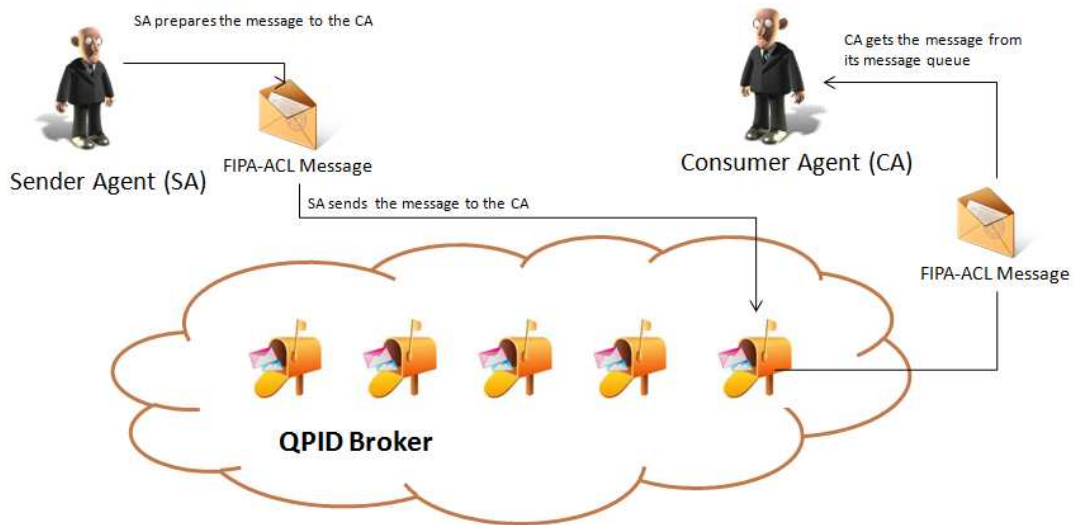 SA prepares the message to the CA
CA gets the message from
its message queue
Sender Agent (SA)
FIPA-ACL Message
Consumer Agent (CA)
SA sends the message to the CA
FIPA-ACL Message
QPID Broker